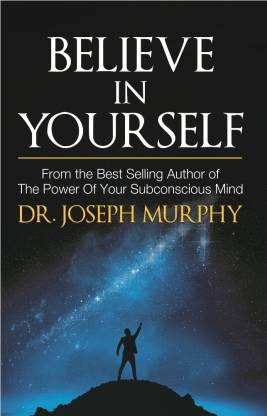 BELIEVE
IN
YOURSELF
From the Best Selling Author of
The Power Of Your Subconscious Mind
DR. JOSEPH MURPHY